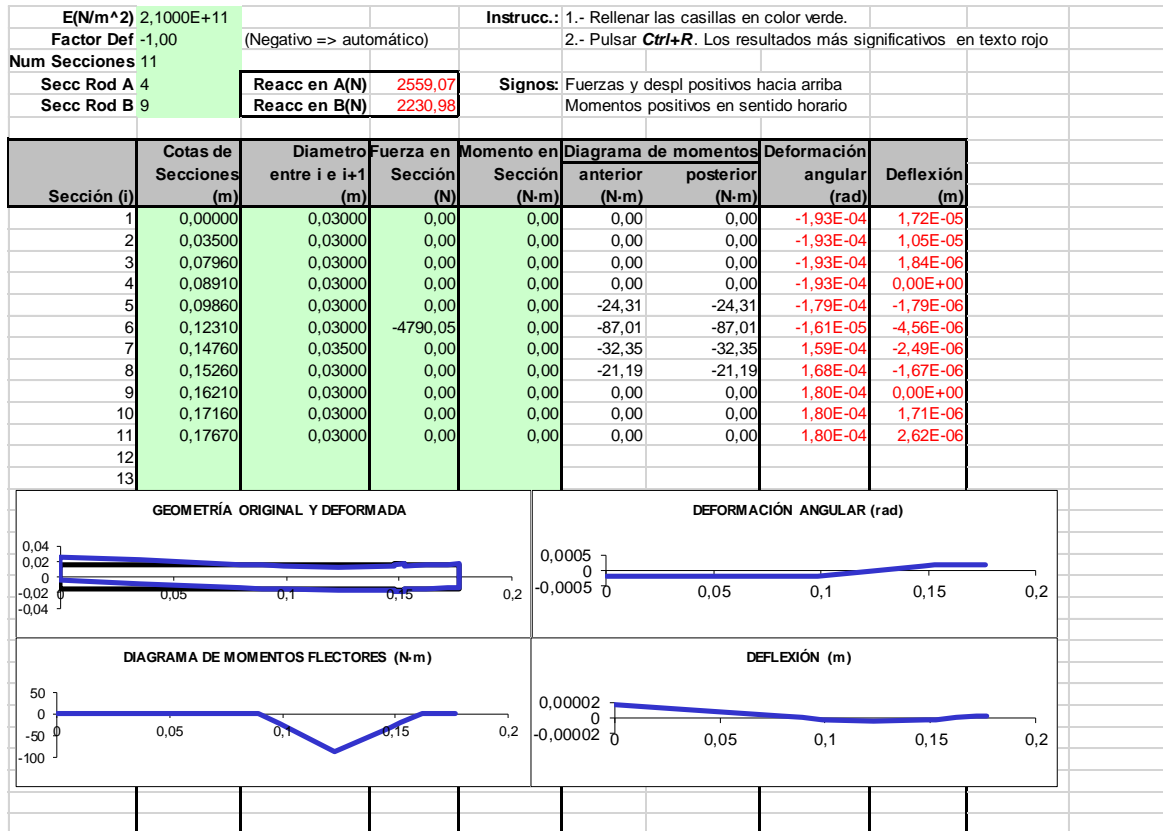 E(N/m^2) 2,1000E+11 Instrucc.: 1.- Rellenar las casillas en color verde.
Factor Def -1,00 (Negativo => automático) 2.- Pulsar Ctrl+R. Los resultados más significativos en texto rojo
Num Secciones 11
Secc Rod A 4 Reacc en A(N) 2559,07 Signos: Fuerzas y despl positivos hacia arriba
Secc Rod B 9 Reacc en B(N) 2230,98 Momentos positivos en sentido horario
Cotas de Diametro Fuerza en Momento en Diagrama de momentos Deformación
Secciones entre i e i+1 Sección Sección anterior posterior angular Deflexión
Sección (i) (m) (m) (N) (N·m) (N·m) (N·m) (rad) (m)
1 0,00000 0,03000 0,00 0,00 0,00 0,00 -1,93E-04 1,72E-05
2 0,03500 0,03000 0,00 0,00 0,00 0,00 -1,93E-04 1,05E-05
3 0,07960 0,03000 0,00 0,00 0,00 0,00 -1,93E-04 1,84E-06
4 0,08910 0,03000 0,00 0,00 0,00 0,00 -1,93E-04 0,00E+00
5 0,09860 0,03000 0,00 0,00 -24,31 -24,31 -1,79E-04 -1,79E-06
6 0,12310 0,03000 -4790,05 0,00 -87,01 -87,01 -1,61E-05 -4,56E-06
7 0,14760 0,03500 0,00 0,00 -32,35 -32,35 1,59E-04 -2,49E-06
8 0,15260 0,03000 0,00 0,00 -21,19 -21,19 1,68E-04 -1,67E-06
9 0,16210 0,03000 0,00 0,00 0,00 0,00 1,80E-04 0,00E+00
10 0,17160 0,03000 0,00 0,00 0,00 0,00 1,80E-04 1,71E-06
11 0,17670 0,03000 0,00 0,00 0,00 0,00 1,80E-04 2,62E-06
12
13
GEOMETRÍA ORIGINAL Y DEFORMADA
0,04
0,02
0
-0,02
-0,04
0 0,05 0,1 0,15 0,2
DEFORMACIÓN ANGULAR (rad)
0,0005
0
-0,0005
0 0,05 0,1 0,15 0,2
DIAGRAMA DE MOMENTOS FLECTORES (N·m)
50
0
-50
-100
0 0,05 0,1 0,15 0,2
DEFLEXIÓN (m)
0,00002
0
-0,00002
0 0,05 0,1 0,15 0,2